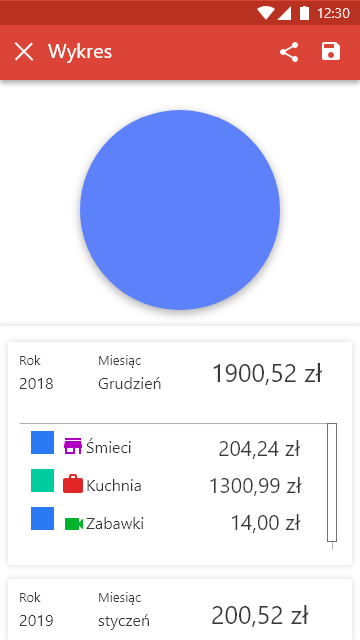 12:30
Wykres
Rok Miesiąc
2018 Grudzień 1900,52 zł
Śmieci 204,24 zł
Kuchnia 1300,99 zł
Zabawki 14,00 zł
Rok Miesiąc
2019 styczeń 200,52 zł